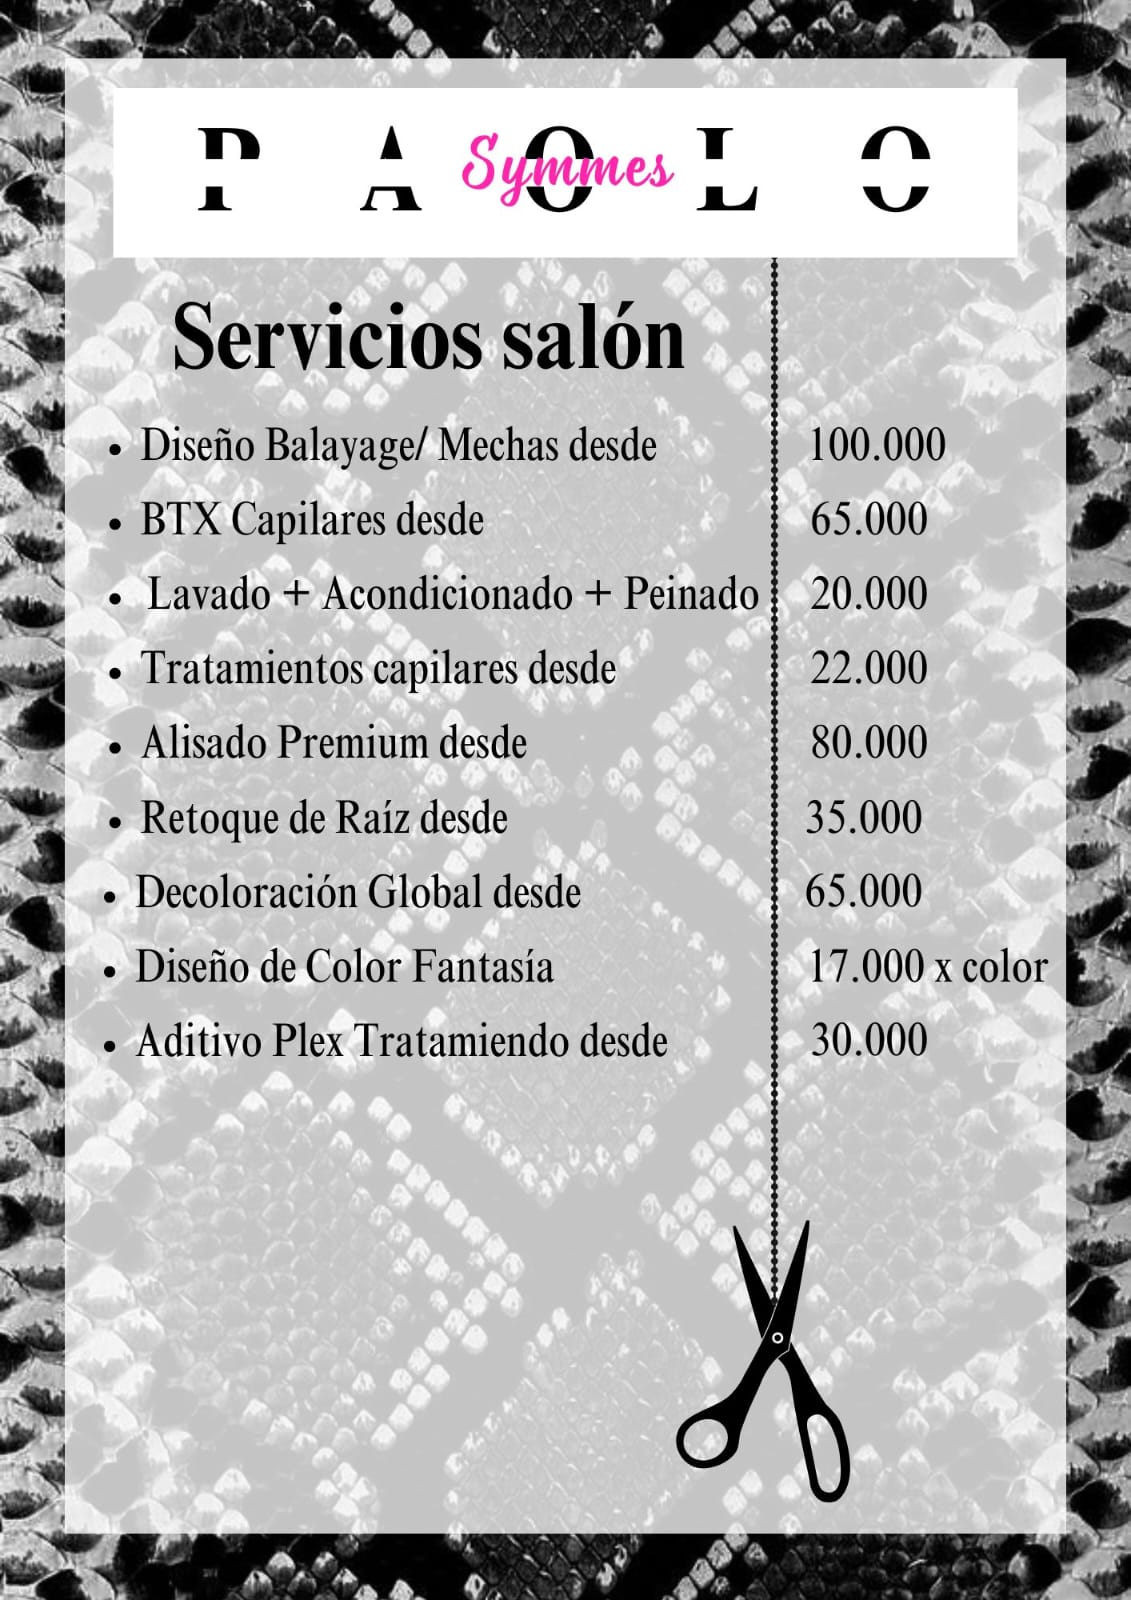 PAOLO
Symmes
Servicios salón
• Diseño Balayage/ Mechas desde 100.000
• BTX Capilares desde 65.000
• Lavado + Acondicionado + Peinado 20.000
• Tratamientos capilares desde 22.000
• Alisado Premium desde 80.000
• Retoque de Raíz desde 35.000
• Decoloración Global desde 65.000
• Diseño de Color Fantasía 17.000 x color
• Aditivo Plex Tratamiendo desde 30.000